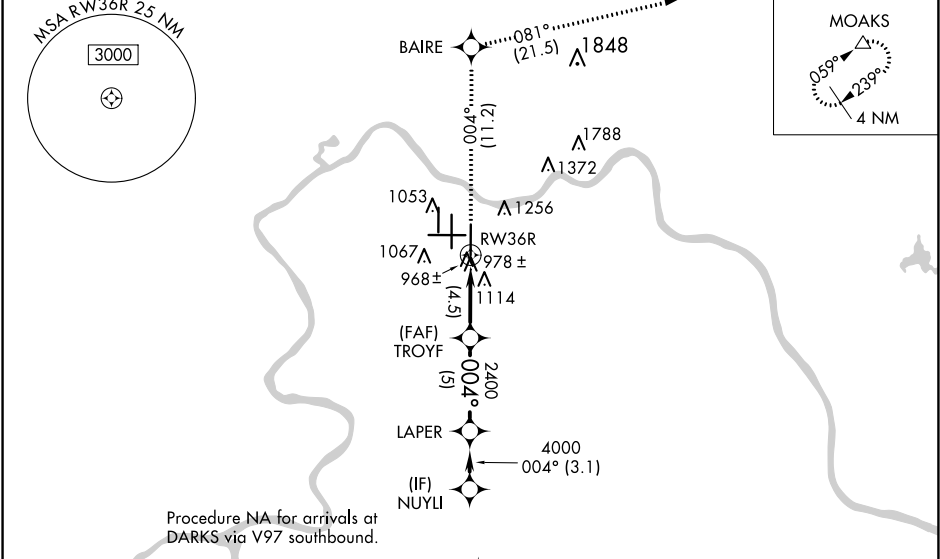 MSA RW36R 25 NM
3000
BAIRE
081°
(21.5)
1848
MOAKS
059°
239°
4 NM
004°
(11.2)
1788
1372
1053
1256
RW36R
1067
978 ±
968±
1114
(4.5)
(FAF)
TROYF
2400
004°
(5)
LAPER
4000
004° (3.1)
(IF)
NUYLI
Procedure NA for arrivals at
DARKS via V97 southbound.